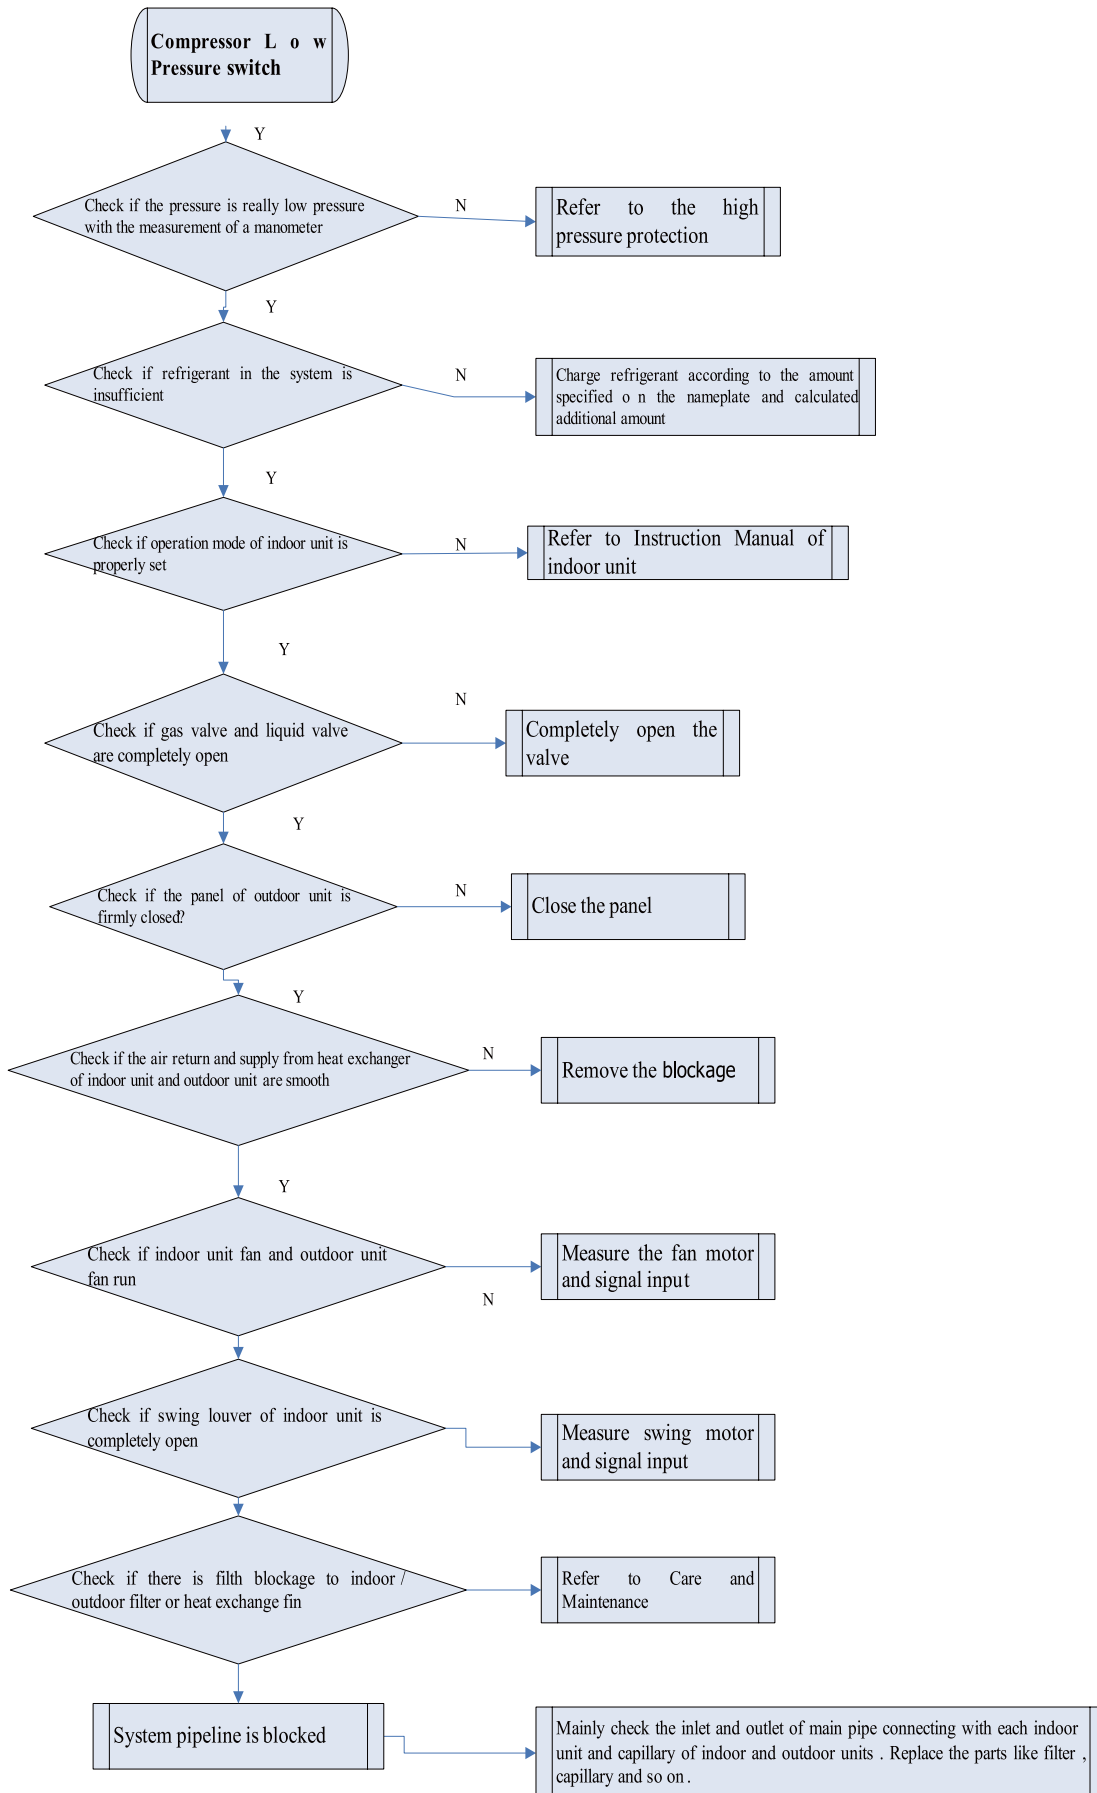 Compressor L o w
Pressure switch
Y
Check if the pressure is really low pressure
with the measurement of a manometer
N
Refer to the high
pressure protection
Y
Check if refrigerant in the system is
insufficient
N
Charge refrigerant according to the amount
specified o n the nameplate and calculated
additional amount
Y
Check if operation mode of indoor unit is
properly set
N
Refer to Instruction Manual of
indoor unit
Y
Check if gas valve and liquid valve
are completely open
N
Completely open the
valve
Y
Check if the panel of outdoor unit is
firmly closed?
N
Close the panel
Y
Check if the air return and supply from heat exchanger
of indoor unit and outdoor unit are smooth
N
Remove the blockage
Y
Check if indoor unit fan and outdoor unit
fan run
N
Measure the fan motor
and signal input
Check if swing louver of indoor unit is
completely open
Measure swing motor
and signal input
Check if there is filth blockage to indoor /
outdoor filter or heat exchange fin
Refer to Care and
Maintenance
System pipeline is blocked
Mainly check the inlet and outlet of main pipe connecting with each indoor
unit and capillary of indoor and outdoor units . Replace the parts like filter ,
capillary and so on .